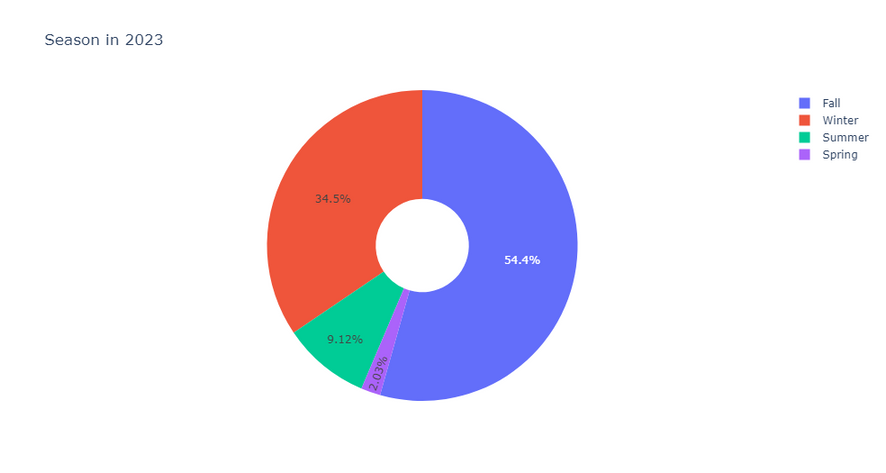 Season in 2023
Fall
Winter
Summer
Spring
34.5%
54.4%
9.12%
2.03%